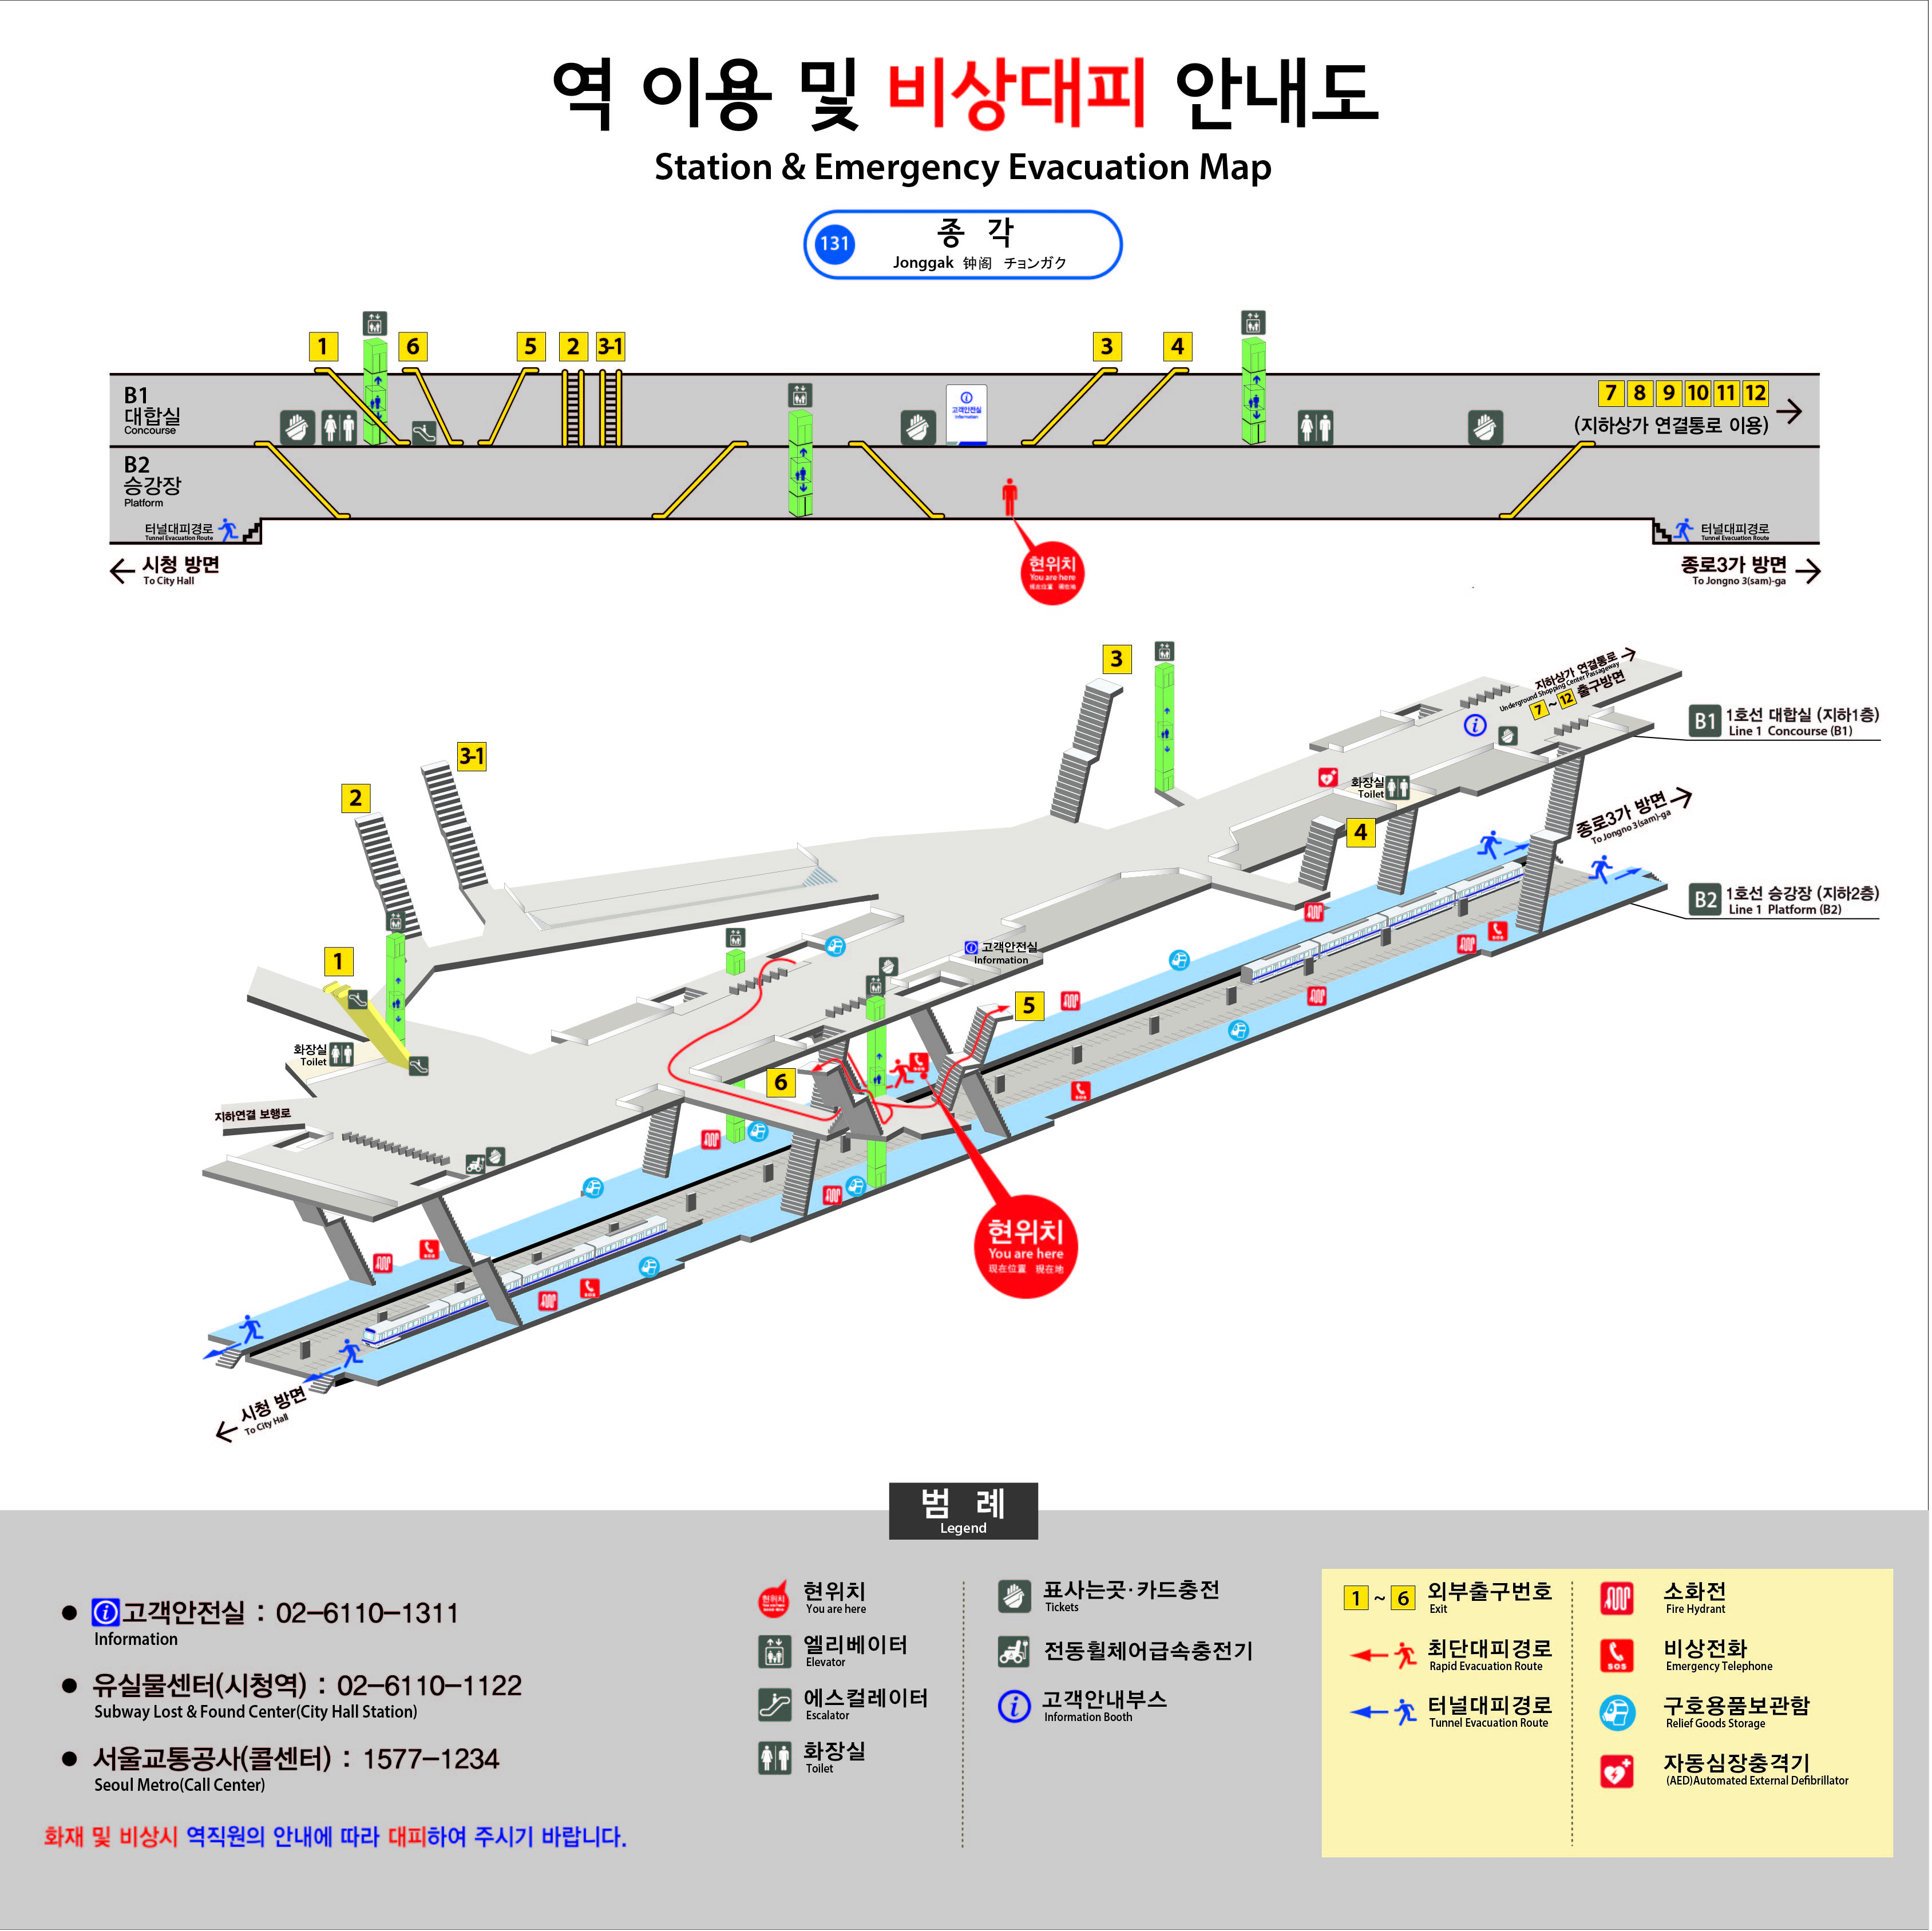 역 이용 및 비상대피 안내도
Station & Emergency Evacuation Map
131
종 각
Jonggak 钟阁 チョンガク
1
6
5
2
3-1
3
4
B1
대합실
Concourse
고객안전실
Information
7 8 9 10 11 12
(지하상가 연결통로 이용)
B2
승강장
Platform
터널대피경로
Tunnel Evacuation Route
터널대피경로
Tunnel Evacuation Route
시청 방면
To City Hall
현위치
You are here
现在位置 現在地
종로3가 방면
To Jongno 3(sam)-ga
3
지하상가 연결통로
Underground Shopping Center Passageway
7 ~ 12 출구방면
B1 1호선 대합실 (지하1층)
Line 1 Concourse (B1)
3-1
2
화장실
Toilet
4
종로3가 방면
To Jongno 3(sam)-ga
B2 1호선 승강장 (지하2층)
Line 1 Platform (B2)
1
고객안전실
Information
SOS
5
화장실
Toilet
6
SOS
SOS
지하연결 보행로
현위치
You are here
现在位置 現在地
SOS
SOS
시청 방면
To City Hall
범 례
Legend
● 고객안전실 : 02-6110-1311
Information
● 유실물센터(시청역) : 02-6110-1122
Subway Lost & Found Center(City Hall Station)
● 서울교통공사(콜센터) : 1577-1234
Seoul Metro(Call Center)
화재 및 비상시 역직원의 안내에 따라 대피하여 주시기 바랍니다.
현위치
현위치
You are here
엘리베이터
Elevator
에스컬레이터
Escalator
화장실
Toilet
표사는곳·카드충전
Tickets
전동휠체어급속충전기
고객안내부스
Information Booth
1 ~ 6 외부출구번호
Exit
최단대피경로
Rapid Evacuation Route
터널대피경로
Tunnel Evacuation Route
소화전
Fire Hydrant
SOS
비상전화
Emergency Telephone
구호용품보관함
Relief Goods Storage
자동심장충격기
(AED)Automated External Defibrillator